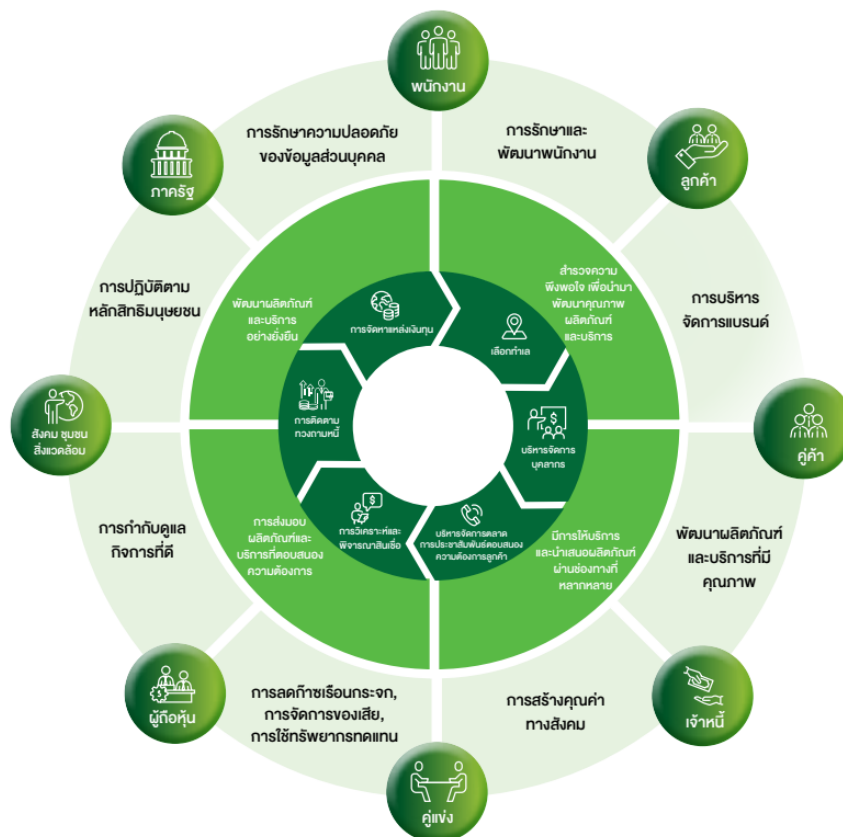 พนักงาน
การรักษาความปลอดภัย
ของข้อมูลส่วนบุคคล
การรักษาและ
พัฒนาพนักงาน
ภาครัฐ
ลูกค้า
การปฏิบัติตาม
หลักสิทธิมนุษยชน
พัฒนาผลิตภัณฑ์
และบริการ
อย่างยั่งยืน
การจัดหาแหล่งเงินทุน
เลือกทำเล
สำรวจความ
พึงพอใจ เพื่อนำมา
พัฒนาคุณภาพ
ผลิตภัณฑ์
และบริการ
การบริหาร
จัดการแบรนด์
สังคม ชุมชน
สิ่งแวดล้อม
การติดตาม
ทวงถามหนี้
บริหารจัดการ
บุคลากร
คู่ค้า
การกำกับดูแล
กิจการที่ดี
การส่งมอบ
ผลิตภัณฑ์และ
บริการที่ตอบสนอง
ความต้องการ
การวิเคราะห์และ
พิจารณาสินเชื่อ
บริหารจัดการตลาด
การประชาสัมพันธ์ตอบสนอง
ความต้องการลูกค้า
มีการให้บริการ
และนำเสนอผลิตภัณฑ์
ผ่านช่องทางที่
หลากหลาย
พัฒนาผลิตภัณฑ์
และบริการที่มี
คุณภาพ
ผู้ถือหุ้น
การลดก๊าซเรือนกระจก,
การจัดการของเสีย,
การใช้ทรัพยากรทดแทน
การสร้างคุณค่า
ทางสังคม
เจ้าหนี้
คู่แข่ง